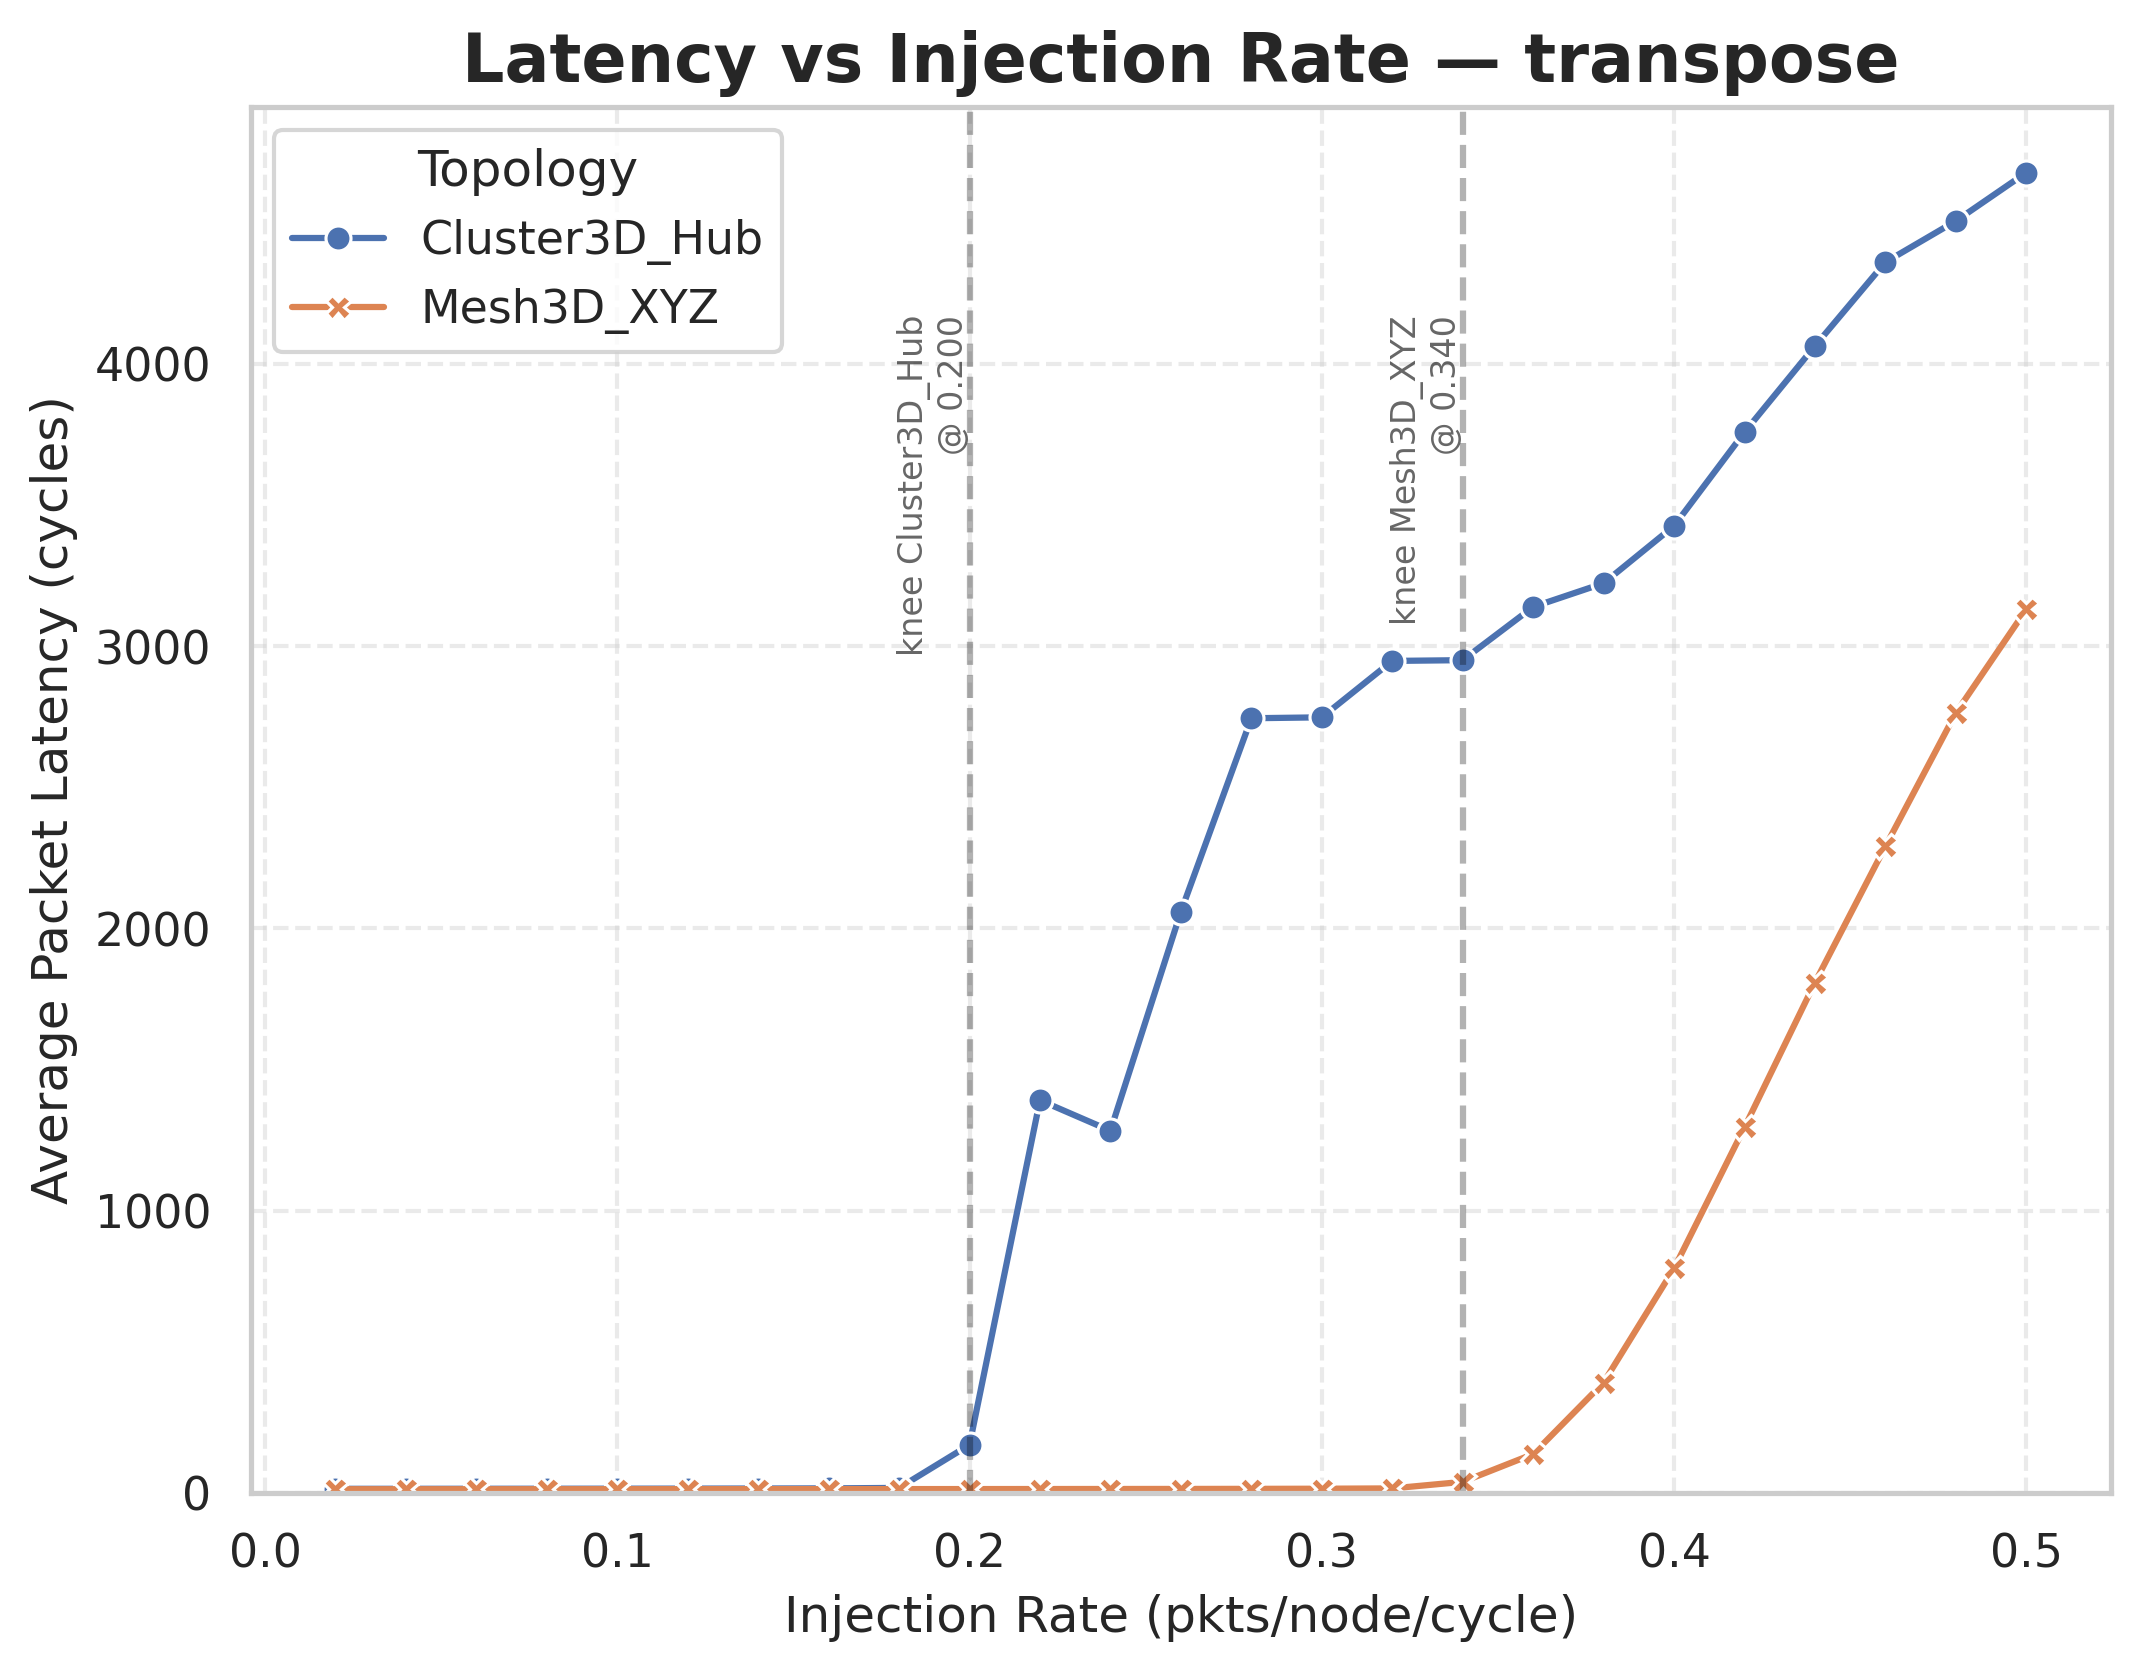 Latency vs Injection Rate — transpose
Topology
Cluster3D_Hub
Mesh3D_XYZ
knee Cluster3D_Hub
@ 0.200
knee Mesh3D_XYZ
@ 0.340
Average Packet Latency (cycles)
4000
3000
2000
1000
0
0.0
0.1
0.2
0.3
0.4
0.5
Injection Rate (pkts/node/cycle)